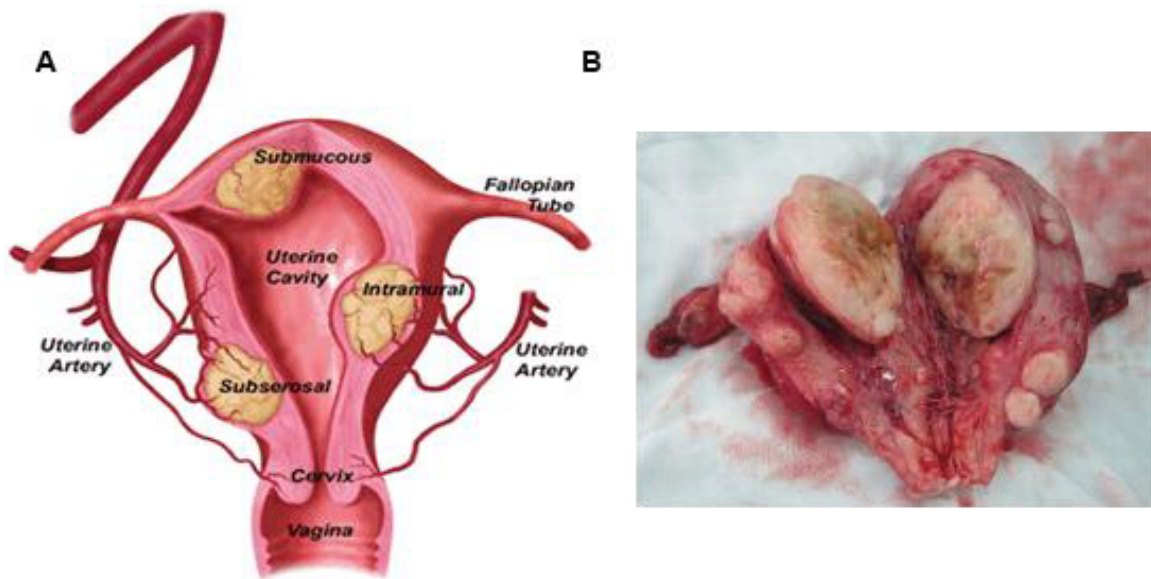 A
B
Submucous
Fallopian
Tube
Uterine
Cavity
Intramural
Uterine
Artery
Uterine
Artery
Subserosal
Cervix
Vagina